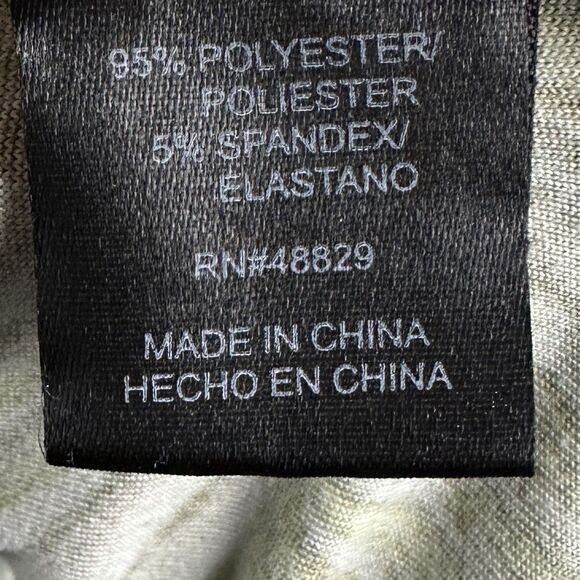 95% POLYESTER/
POLIESTER
5% SPANDEX/
ELASTANO
RN#48829
MADE IN CHINA
HECHO EN CHINA